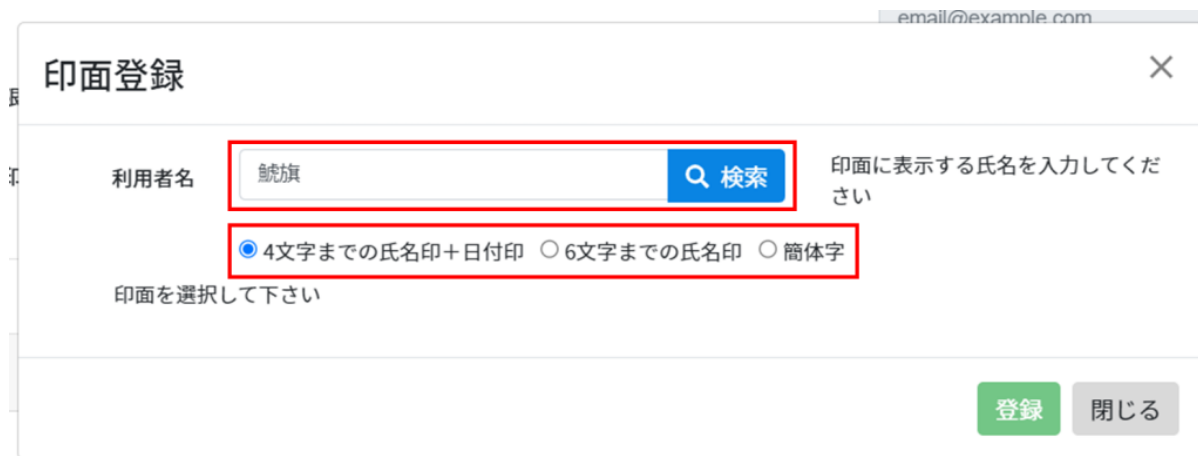 email@example.com
印面登録
利用者名
鯱旗
検索
印面に表示する氏名を入力してくだ
さい
4文字までの氏名印+日付印 6文字までの氏名印 簡体字
印面を選択して下さい
登録 閉じる